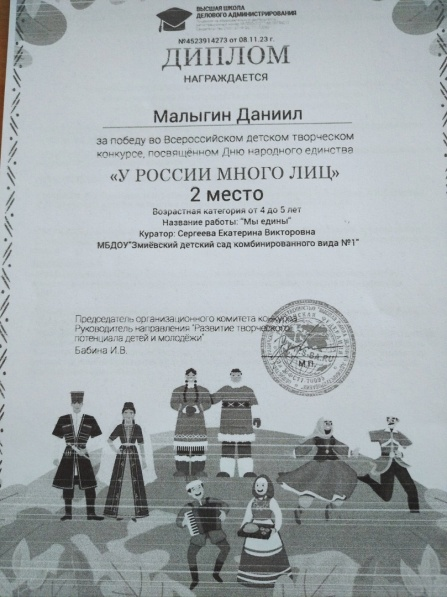 ВЫСШАЯ ШКОЛА
ДЕЛОВОГО АДМИНИСТРИРОВАНИЯ
№4523914273 от 08.11.23 г.
ДИПЛОМ
НАГРАЖДАЕТСЯ
Малыгин Даниил
за победу во Всероссийском детском творческом
конкурсе, посвящённом Дню народного единства
«У РОССИИ МНОГО ЛИЦ»
2 место
Возрастная категория от 4 до 5 лет
Название работы: "Мы едины"
Куратор: Сергеева Екатерина Викторовна
МБДОУ"Змиёвский детский сад комбинированного вида №1"
Председатель организационного комитета конкурса
Руководитель направления "Развитие творческого
потенциала детей и молодёжи"
Бабина И.В.
М.П.